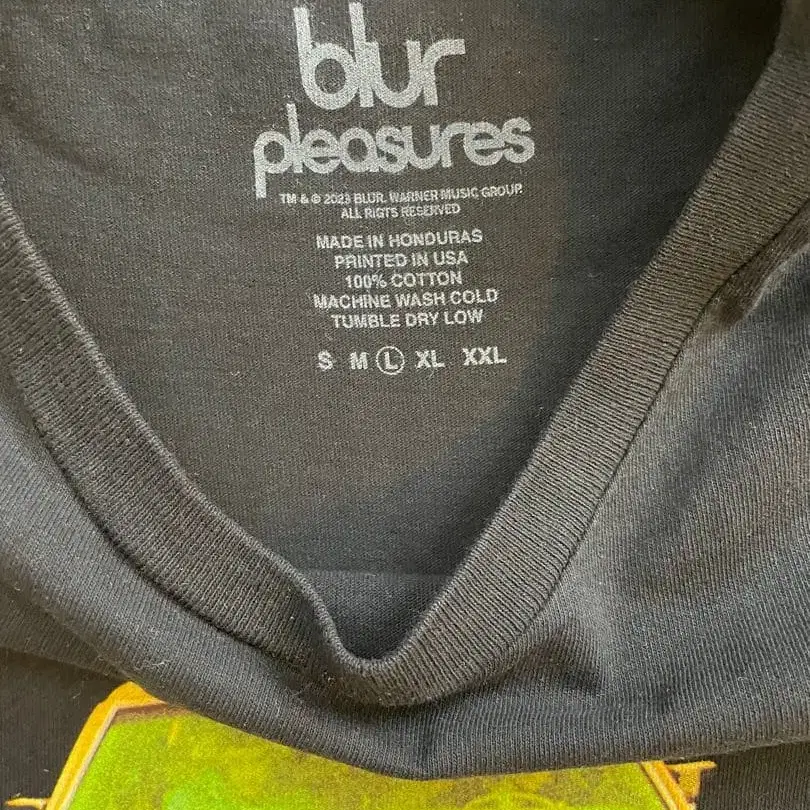 blur
pleasures
TM & © 2023 BLUR. WARNER MUSIC GROUP.
ALL RIGTS RESERVED
MADE IN HONDURAS
PRINTED IN USA
100% COTTON
MACHINE WASH COLD
TUMBLE DRY LOW
S M L XL XXL